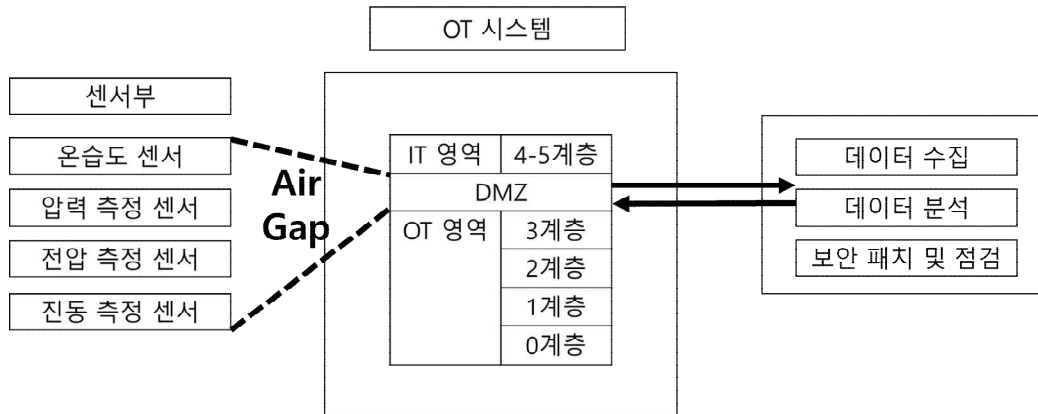 OT 시스템
센서부
온습도 센서
압력 측정 센서
전압 측정 센서
진동 측정 센서
Air
Gap
IT 영역 4-5계층
DMZ
OT 영역 3계층
2계층
1계층
0계층
데이터 수집
데이터 분석
보안 패치 및 점검